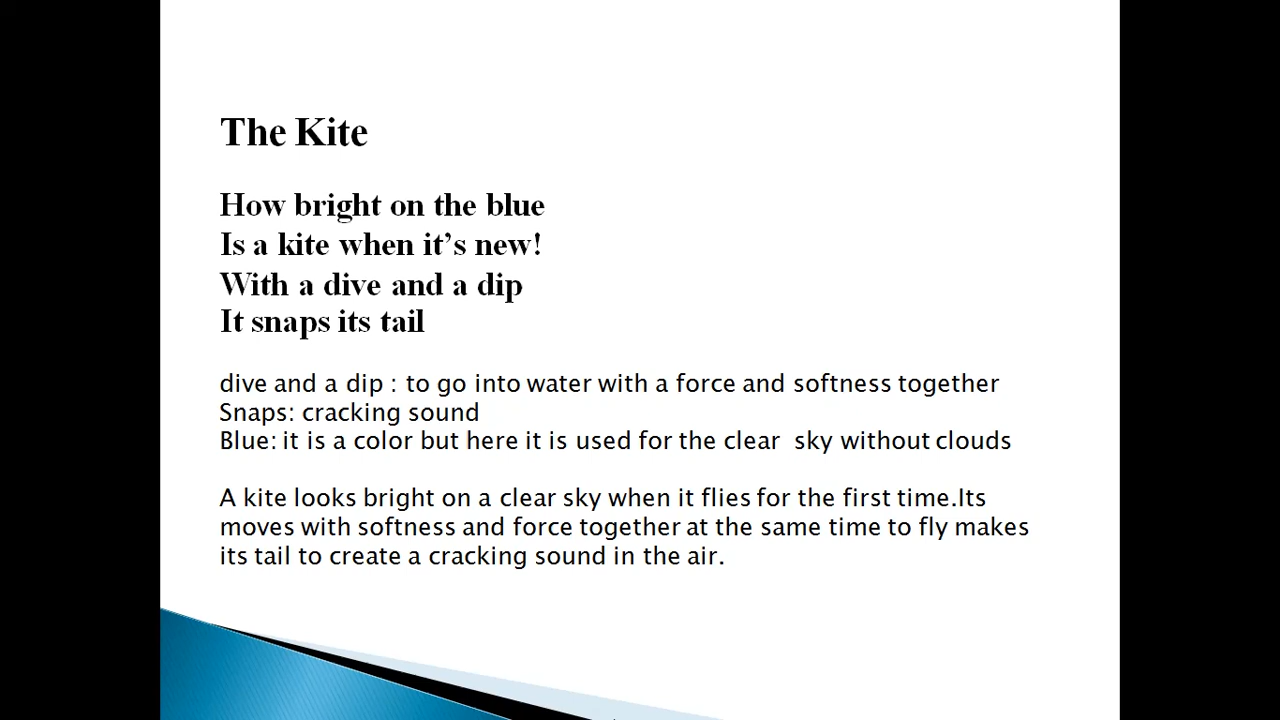 The Kite
How bright on the blue
Is a kite when it’s new!
With a dive and a dip
It snaps its tail
dive and a dip : to go into water with a force and softness together
Snaps: cracking sound
Blue: it is a color but here it is used for the clear  sky without clouds
A kite looks bright on a clear sky when it flies for the first time.Its
moves with softness and force together at the same time to fly makes
its tail to create a cracking sound in the air.